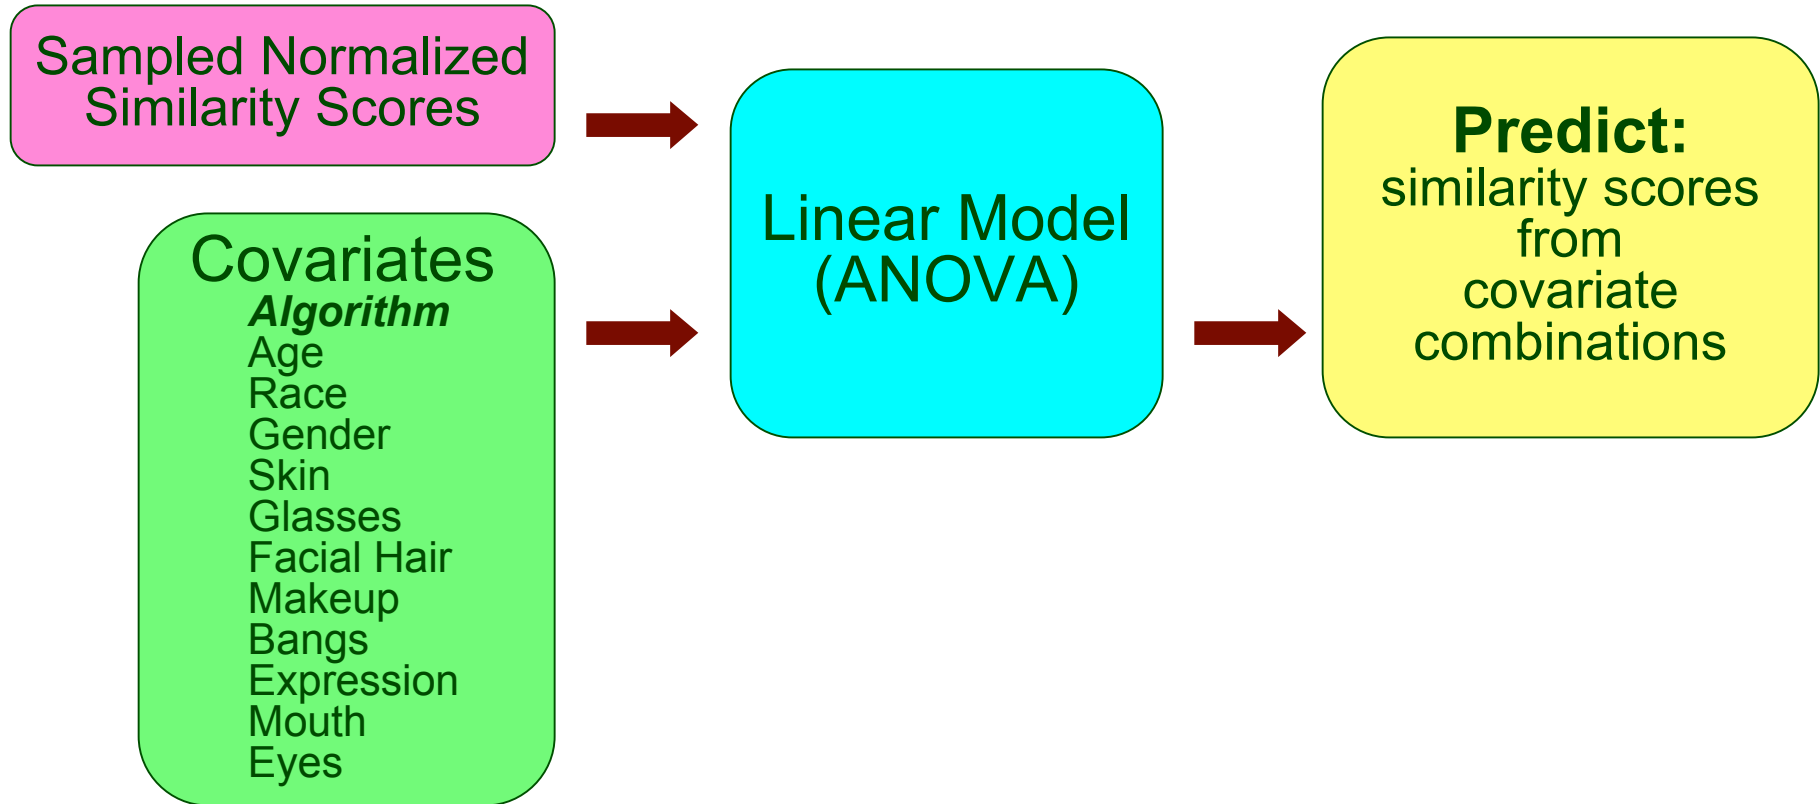 Sampled Normalized
Similarity Scores
Covariates
Algorithm
Age
Race
Gender
Skin
Glasses
Facial Hair
Makeup
Bangs
Expression
Mouth
Eyes
Linear Model
(ANOVA)
Predict:
similarity scores
from
covariate
combinations